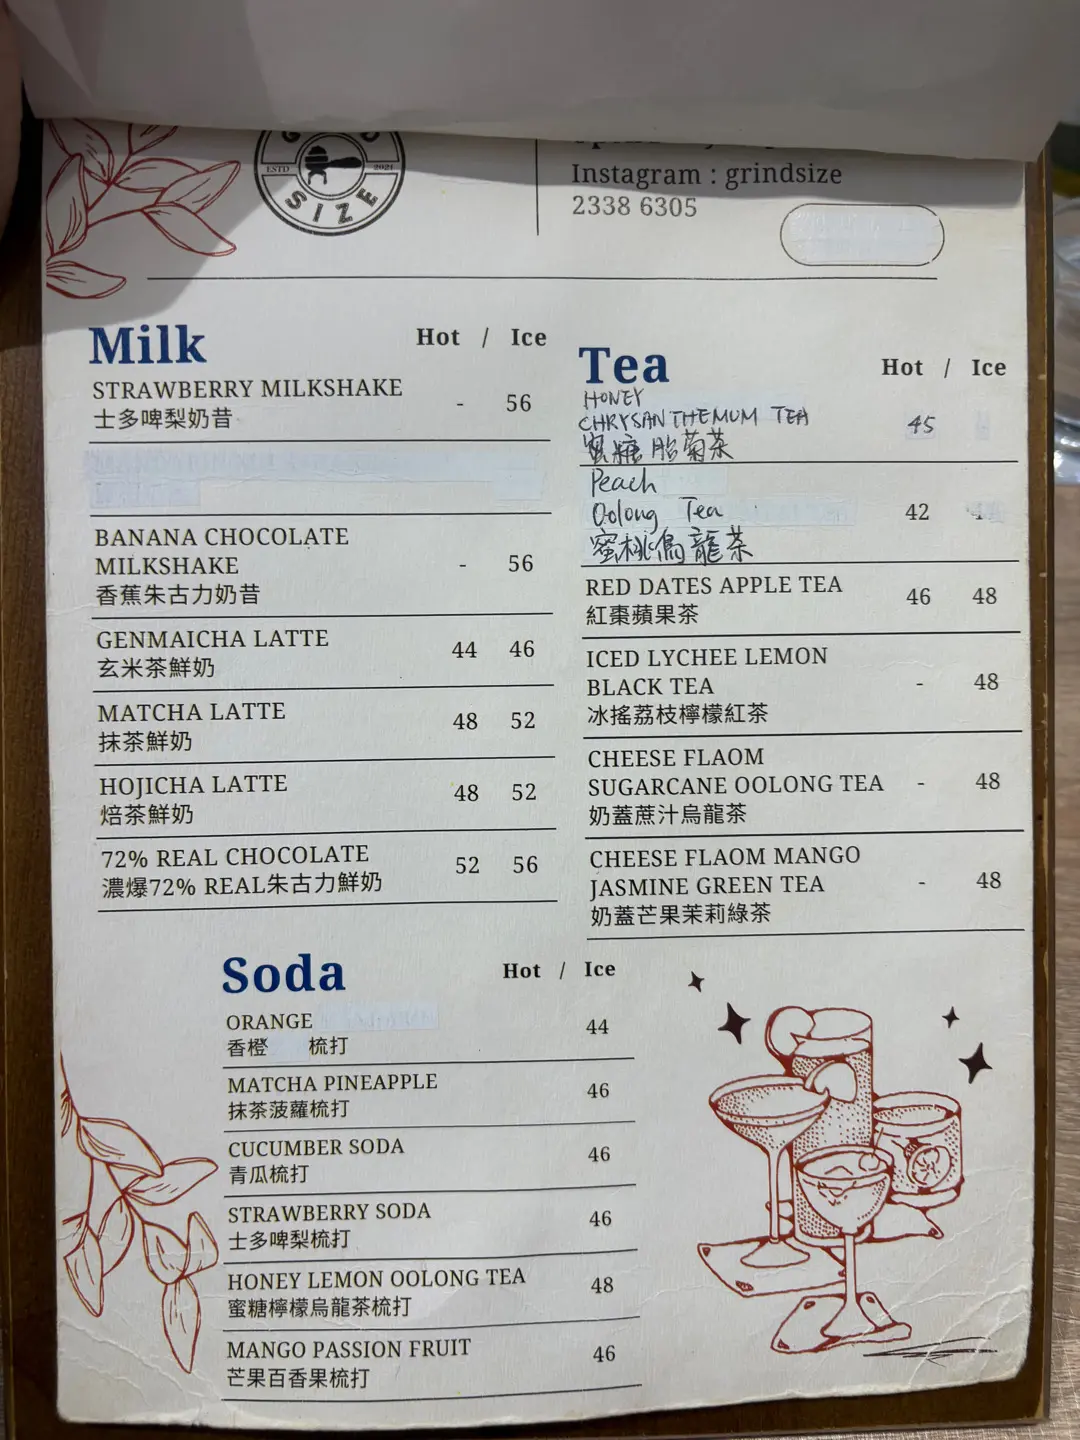 ESTD
2021
SIZE
Instagram : grindsize
2338 6305
Milk
Hot / Ice
STRAWBERRY MILKSHAKE
- 56
士多啤梨奶昔
BANANA CHOCOLATE
MILKSHAKE
- 56
香蕉朱古力奶昔
GENMAICHA LATTE
44 46
玄米茶鮮奶
MATCHA LATTE
48 52
抹茶鮮奶
HOJICHA LATTE
48 52
焙茶鮮奶
72% REAL CHOCOLATE
52 56
濃爆72% REAL朱古力鮮奶
Tea
Hot / Ice
HONEY
CHRYSANTHEMUM TEA
45
蜜糖胎菊茶
Peach
Oolong Tea
42
蜜桃烏龍茶
RED DATES APPLE TEA
46 48
紅棗蘋果茶
ICED LYCHEE LEMON
BLACK TEA
- 48
冰搖荔枝檸檬紅茶
CHEESE FLAOM
SUGARCANE OOLONG TEA
- 48
奶蓋蔗汁烏龍茶
CHEESE FLAOM MANGO
JASMINE GREEN TEA
- 48
奶蓋芒果茉莉綠茶
Soda
Hot / Ice
ORANGE
44
香橙 梳打
MATCHA PINEAPPLE
46
抹茶菠蘿梳打
CUCUMBER SODA
46
青瓜梳打
STRAWBERRY SODA
46
士多啤梨梳打
HONEY LEMON OOLONG TEA
48
蜜糖檸檬烏龍茶梳打
MANGO PASSION FRUIT
46
芒果百香果梳打